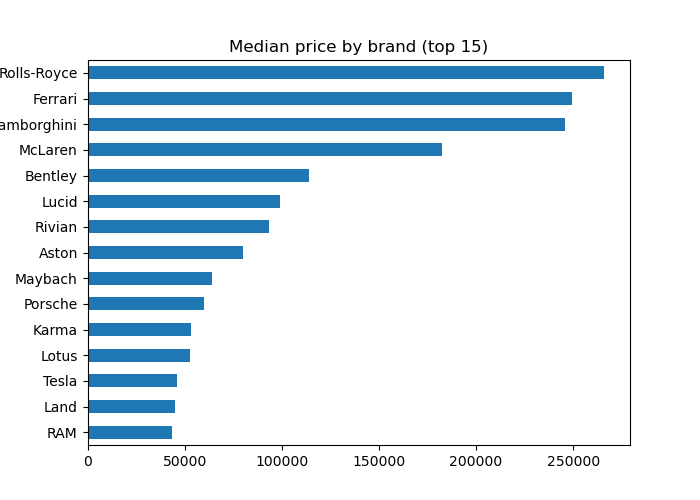 Median price by brand (top 15)
Rolls-Royce
Ferrari
amborghini
McLaren
Bentley
Lucid
Rivian
Aston
Maybach
Porsche
Karma
Lotus
Tesla
Land
RAM
0 50000 100000 150000 200000 250000